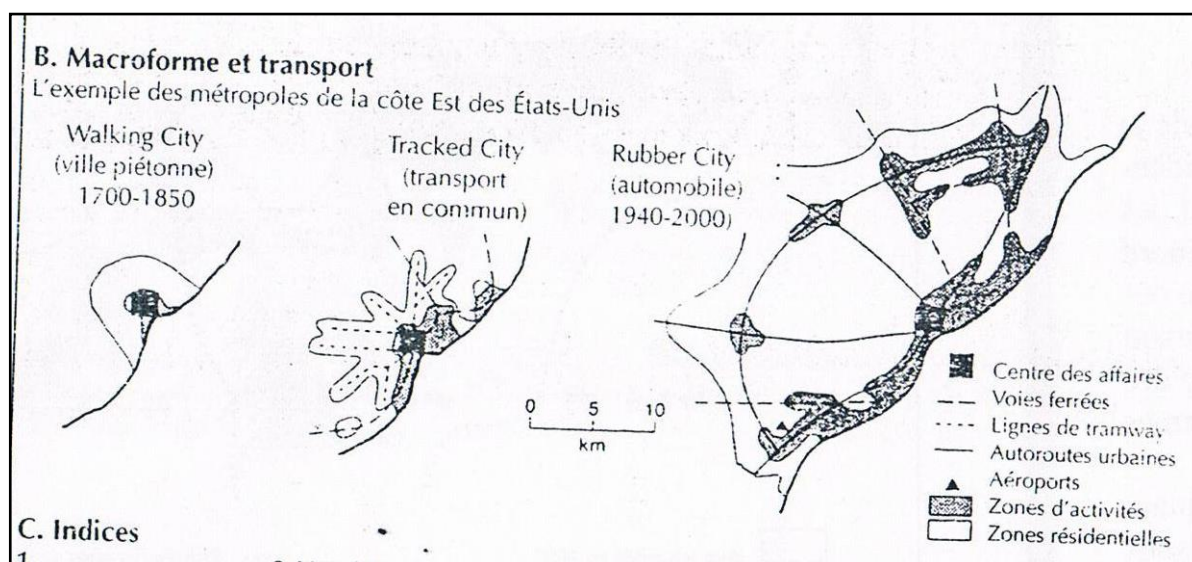 B. Macroforme et transport
L'exemple des métropoles de la côte Est des États-Unis
Walking City
(ville piétonne)
1700-1850
Tracked City
(transport
en commun)
Rubber City
(automobile)
1940-2000)
0 5 10
km
Centre des affaires
Voies ferrées
Lignes de tramway
Autoroutes urbaines
Aéroports
Zones d'activités
Zones résidentielles
C. Indices
1